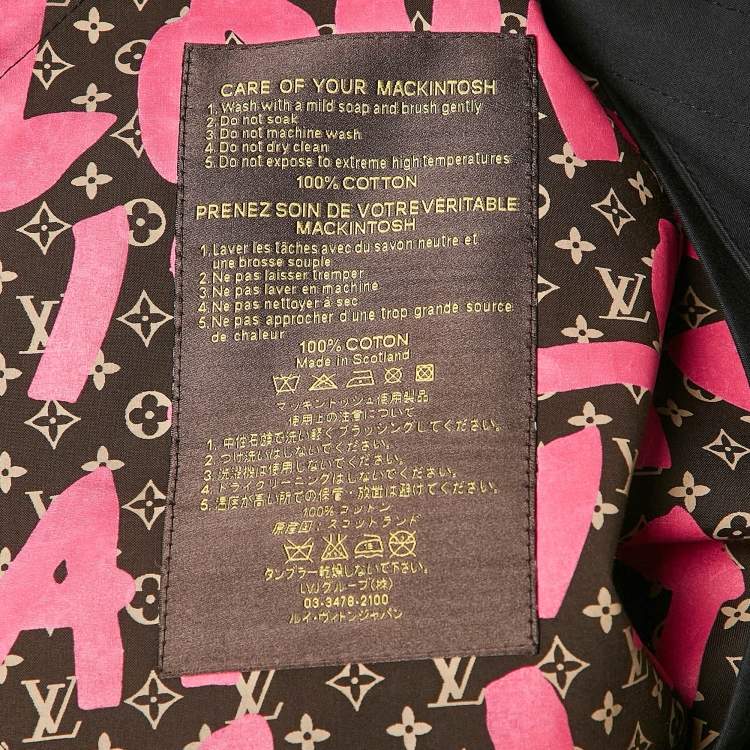 CARE OF YOUR MACKINTOSH
1. Wash with a mild soap and brush gently
2. Do not soak
3. Do not machine wash
4. Do not dry clean
5. Do not expose to extreme high temperatures
100% COTTON
PRENEZ SOIN DE VOTRE VÉRITABLE
MACKINTOSH
1. Laver les tâches avec du savon neutre et
une brosse souple
2. Ne pas laisser tremper
3. Ne pas laver en machine
4. Ne pas nettoyer à sec
5. Ne pas approcher d'une trop grande source
de chaleur
100% COTON
Made in Scotland
マッキントッシュ使用製品
使用上の注意について
1. 中性石鹸で洗い軽くブラッシングしてください。
2. つけ洗いはしないでください。
3. 洗濯機は使用しないでください。
4. ドライクリーニングはしないでください。
5. 温度が高い所での保管・放置は避けてください。
100% コットン
原産国：スコットランド
タンブラー乾燥しないで下さい。
LVJグループ(株)
03-3478-2100
ルイ・ヴィトンジャパン